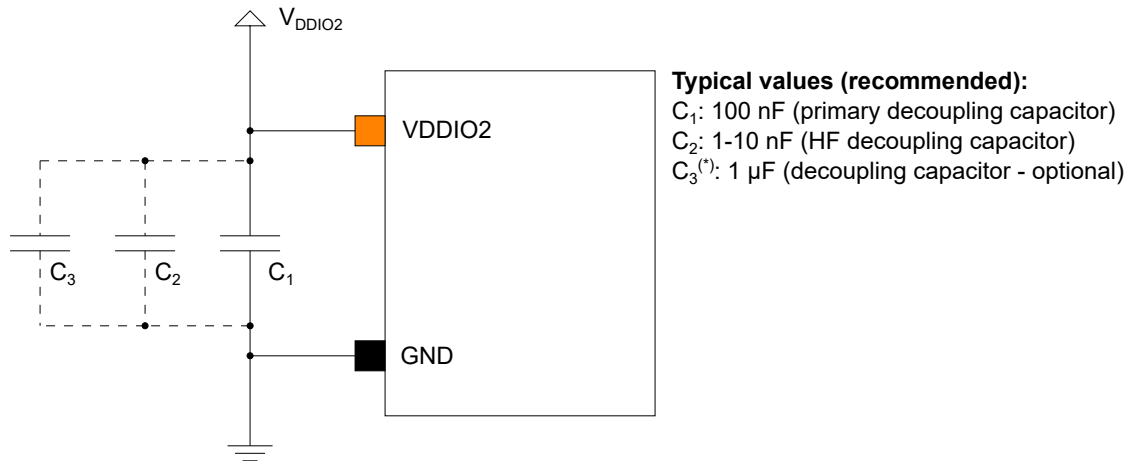 V_DDIO2
VDDIO2
Typical values (recommended):
C₁: 100 nF (primary decoupling capacitor)
C₂: 1-10 nF (HF decoupling capacitor)
C₃⁽*⁾: 1 µF (decoupling capacitor - optional)
C₃ C₂ C₁
GND